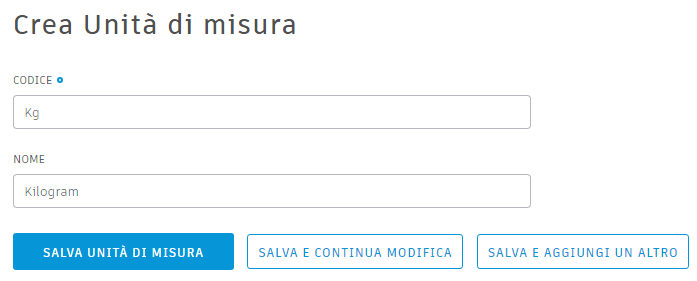 Crea Unità di misura
CODICE
Kg
NOME
Kilogram
SALVA UNITÀ DI MISURA SALVA E CONTINUA MODIFICA SALVA E AGGIUNGI UN ALTRO